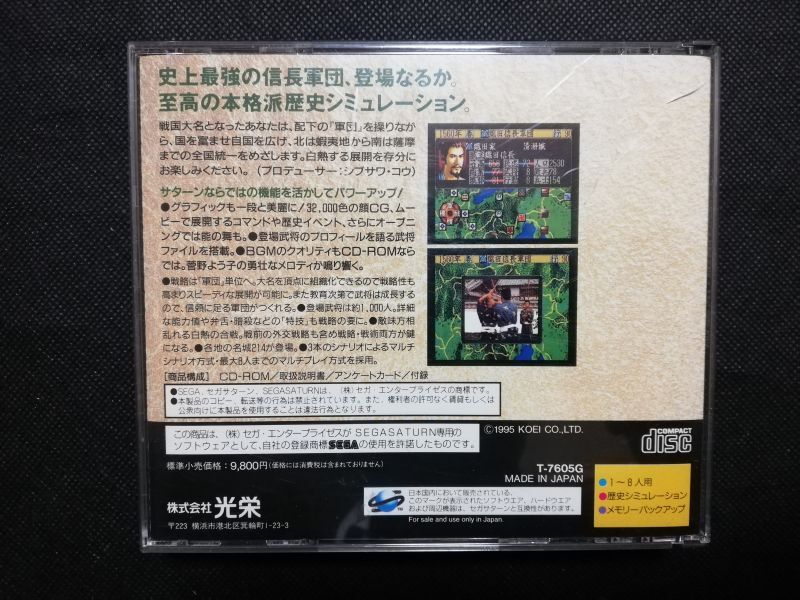 史上最強の信長軍団、登場なるか。
至高の本格派歴史シミュレーション。
戦国大名となったあなたは、配下の「軍団」を操りなが
ら、国を富ませ自国を広げ、北は蝦夷地から南は薩摩
までの全国統一をめざします。白熱する展開を存分に
お楽しみください。(プロデューサー:シブサワ・コウ)
サターンならではの機能を活かしてパワーアップ!
●グラフィックも一段と美麗に!32,000色の顔CG、ムー
ビーで展開するコマンドや歴史イベント、さらにオープニ
ングでは能の舞も。●登場武将のプロフィールを語る武将
ファイルを搭載。●BGMのクオリティもCD-ROMなら
では。菅野よう子の勇壮なメロディが鳴り響く。
●戦略は「軍団」単位へ。大名を頂点に組織化できるので戦略性も
高まりスピーディな展開が可能に。また教育次第で武将は成長する
ので、信頼に足る軍団がつくれる。●登場武将は約1,000人。詳細
な能力値や弁舌・暗殺などの「特技」も戦略の要に。●敵味方相
乱れる白熱の合戦。戦前の外交戦略も含め戦略・戦術両方が鍵
になる。●各地の名城214が登場。●3本のシナリオによるマルチ
シナリオ方式・最大8人までのマルチプレイ方式を採用。
[商品構成] CD-ROM/取扱説明書/アンケートカード/付録
●SEGA、セガサターン、SEGASATURNは、(株)セガ・エンタープライゼスの商標です。
●本製品のコピー、転送等の行為は禁止されています。また、権利者の許可なく賃貸もしくは
公衆向けに本製品を使用することは違法行為となります。
この商品は、(株)セガ・エンタープライゼスがSEGASATURN専用の
ソフトウェアとして、自社の登録商標SEGAの使用を許諾したものです。
標準小売価格:9,800円(価格には消費税は含まれておりません)
株式会社 光栄
〒223 横浜市港北区箕輪町1-23-3
織田家 清洲城
織田信長
©1995 KOEI CO.,LTD.
COMPACT
disc
T-7605G
MADE IN JAPAN
日本国内において販売されている、
このマークが表示されたソフトウエア、ハードウエア
および周辺機器は、セガサターンと互換性があります。
For sale and use only in Japan.
●1~8人用
●歴史シミュレーション
●メモリーバックアップ